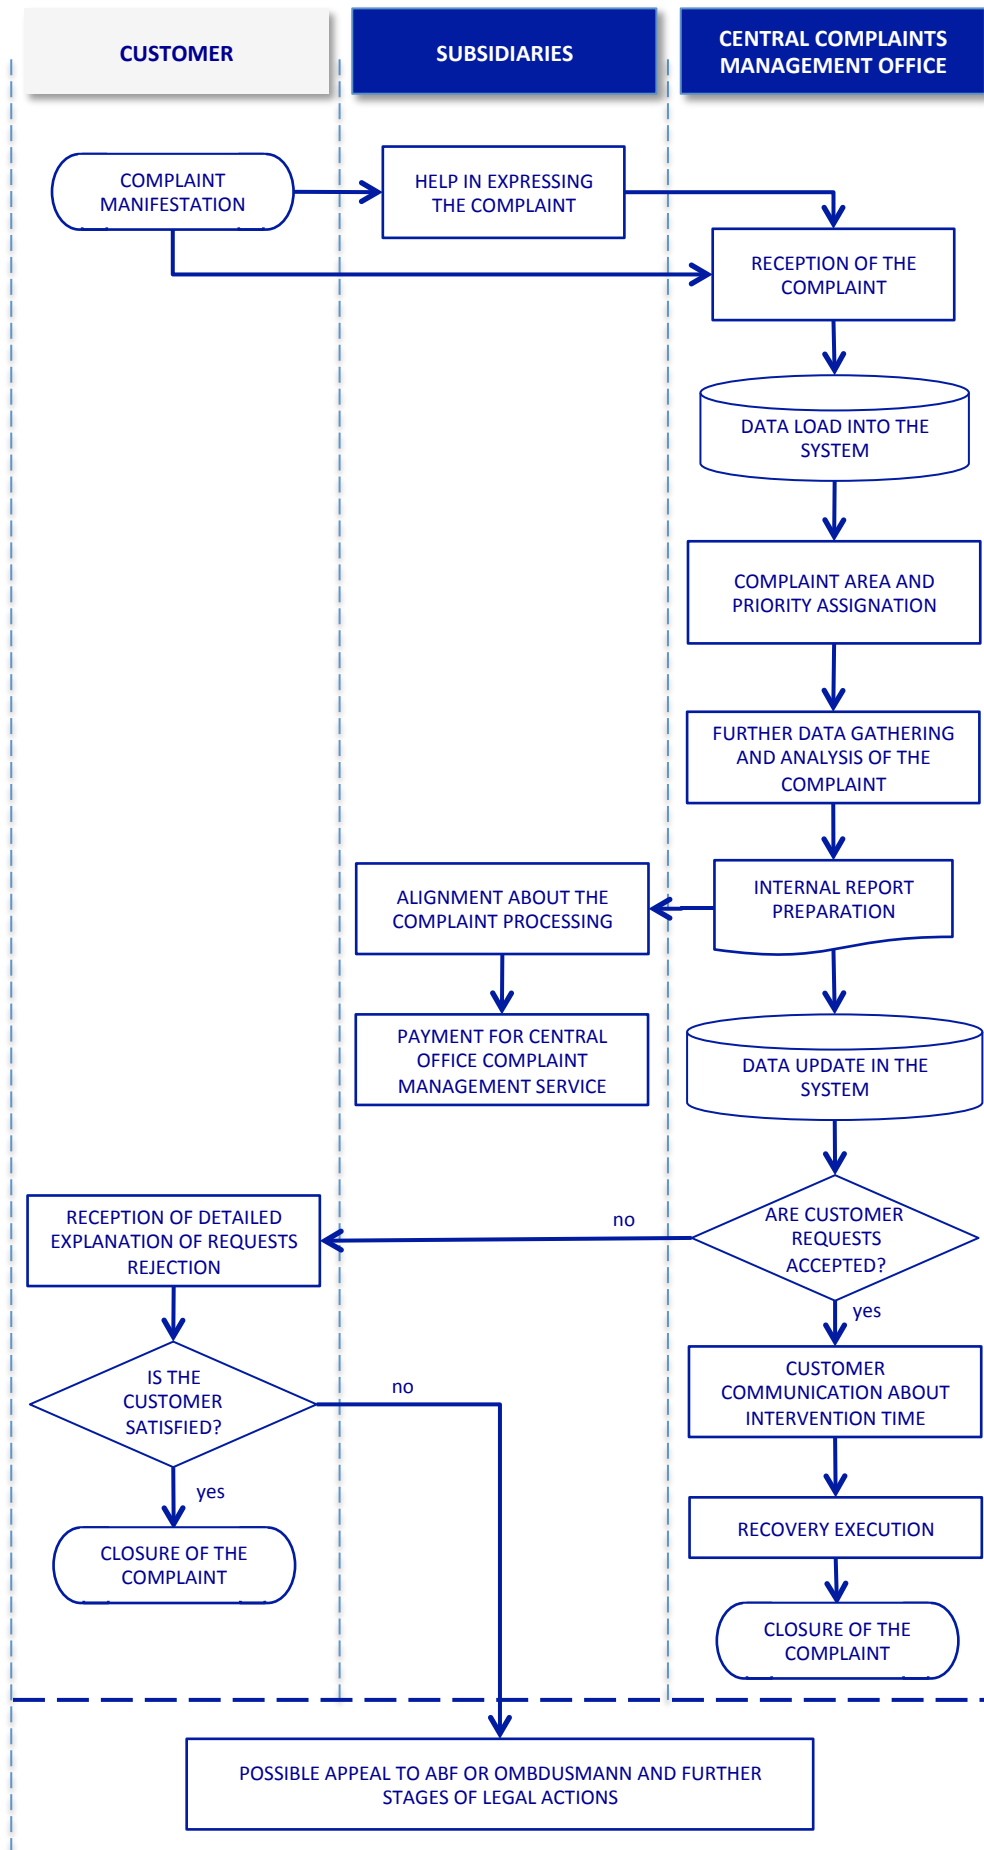 CUSTOMER
SUBSIDIARIES
CENTRAL COMPLAINTS
MANAGEMENT OFFICE
COMPLAINT
MANIFESTATION
HELP IN EXPRESSING
THE COMPLAINT
RECEPTION OF THE
COMPLAINT
DATA LOAD INTO THE
SYSTEM
COMPLAINT AREA AND
PRIORITY ASSIGNATION
FURTHER DATA GATHERING
AND ANALYSIS OF THE
COMPLAINT
INTERNAL REPORT
PREPARATION
ALIGNMENT ABOUT THE
COMPLAINT PROCESSING
PAYMENT FOR CENTRAL
OFFICE COMPLAINT
MANAGEMENT SERVICE
DATA UPDATE IN THE
SYSTEM
ARE CUSTOMER
REQUESTS
ACCEPTED?
no
RECEPTION OF DETAILED
EXPLANATION OF REQUESTS
REJECTION
yes
IS THE
CUSTOMER
SATISFIED?
no
CUSTOMER
COMMUNICATION ABOUT
INTERVENTION TIME
yes
RECOVERY EXECUTION
CLOSURE OF THE
COMPLAINT
CLOSURE OF THE
COMPLAINT
POSSIBLE APPEAL TO ABF OR OMBDUSMANN AND FURTHER
STAGES OF LEGAL ACTIONS